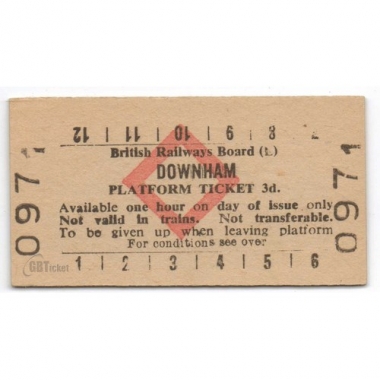 12 | 11 | 10 | 9 | 8 | 7
British Railways Board (L)
DOWNHAM
PLATFORM TICKET 3d.
Available one hour on day of issue only
Not valid in trains. Not transferable.
To be given up when leaving platform
For conditions see over
1 | 2 | 3 | 4 | 5 | 6
0971
0971
GBTicket